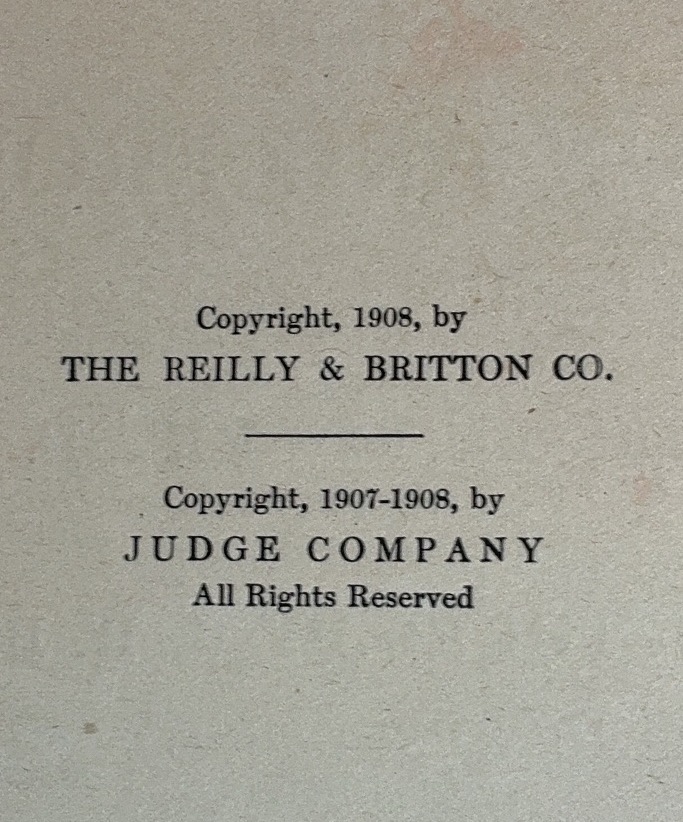 Copyright, 1908, by
THE REILLY & BRITTON CO.
Copyright, 1907-1908, by
JUDGE COMPANY
All Rights Reserved